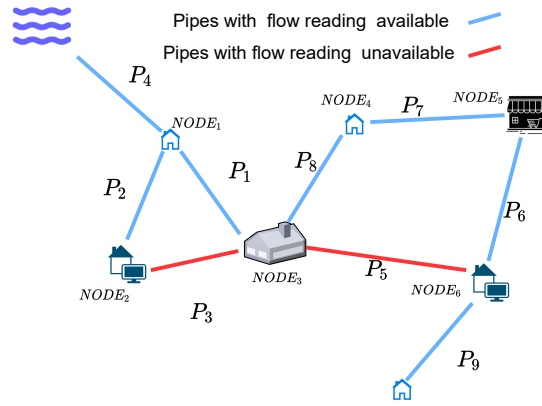 Pipes with flow reading available
Pipes with flow reading unavailable
P4
NODE1
NODE4
P7
NODE5
P2
P1
P8
P6
NODE2
NODE3
P5
NODE6
P3
P9